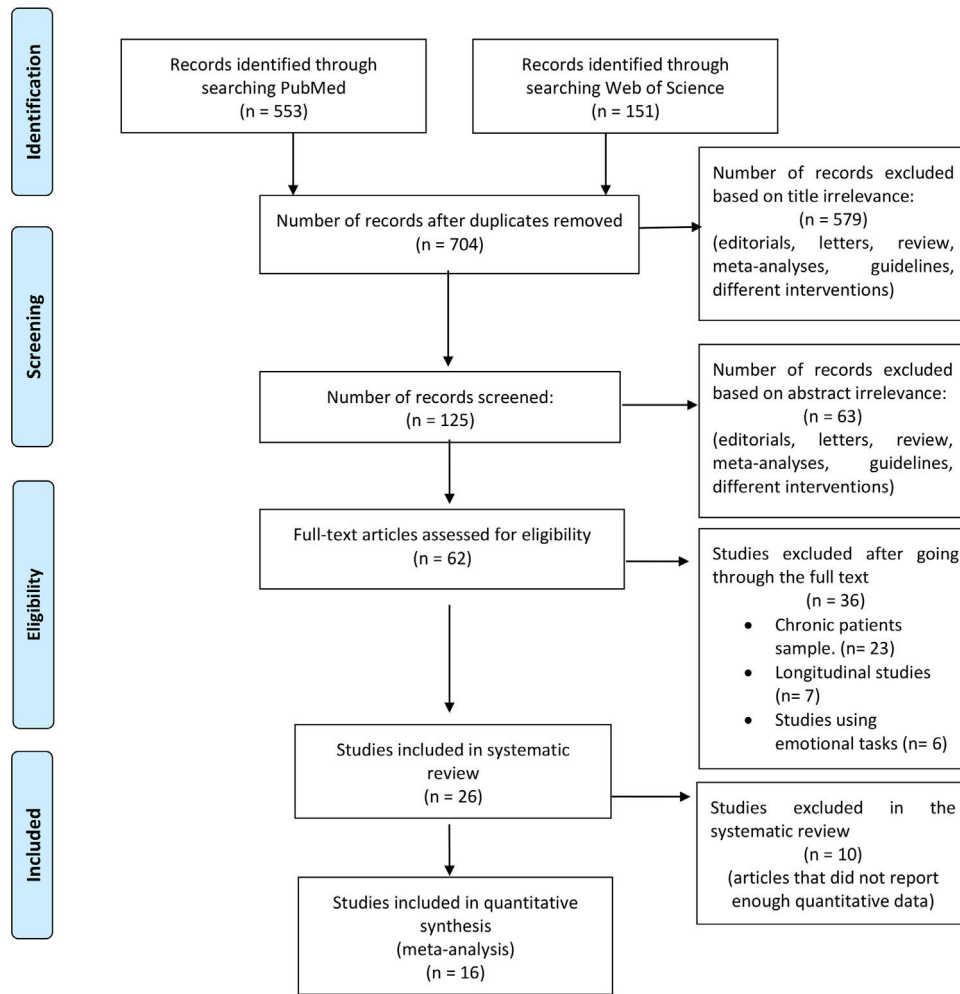 Identification
Records identified through
searching PubMed
(n = 553)
Records identified through
searching Web of Science
(n = 151)
Number of records after duplicates removed
(n = 704)
Number of records excluded
based on title irrelevance:
(n = 579)
(editorials, letters, review,
meta-analyses, guidelines,
different interventions)
Screening
Number of records screened:
(n = 125)
Number of records excluded
based on abstract irrelevance:
(n = 63)
(editorials, letters, review,
meta-analyses, guidelines,
different interventions)
Eligibility
Full-text articles assessed for eligibility
(n = 62)
Studies excluded after going
through the full text
(n = 36)
• Chronic patients
sample. (n= 23)
• Longitudinal studies
(n= 7)
• Studies using
emotional tasks (n= 6)
Included
Studies included in systematic
review
(n = 26)
Studies excluded in the
systematic review
(n = 10)
(articles that did not report
enough quantitative data)
Studies included in quantitative
synthesis
(meta-analysis)
(n = 16)